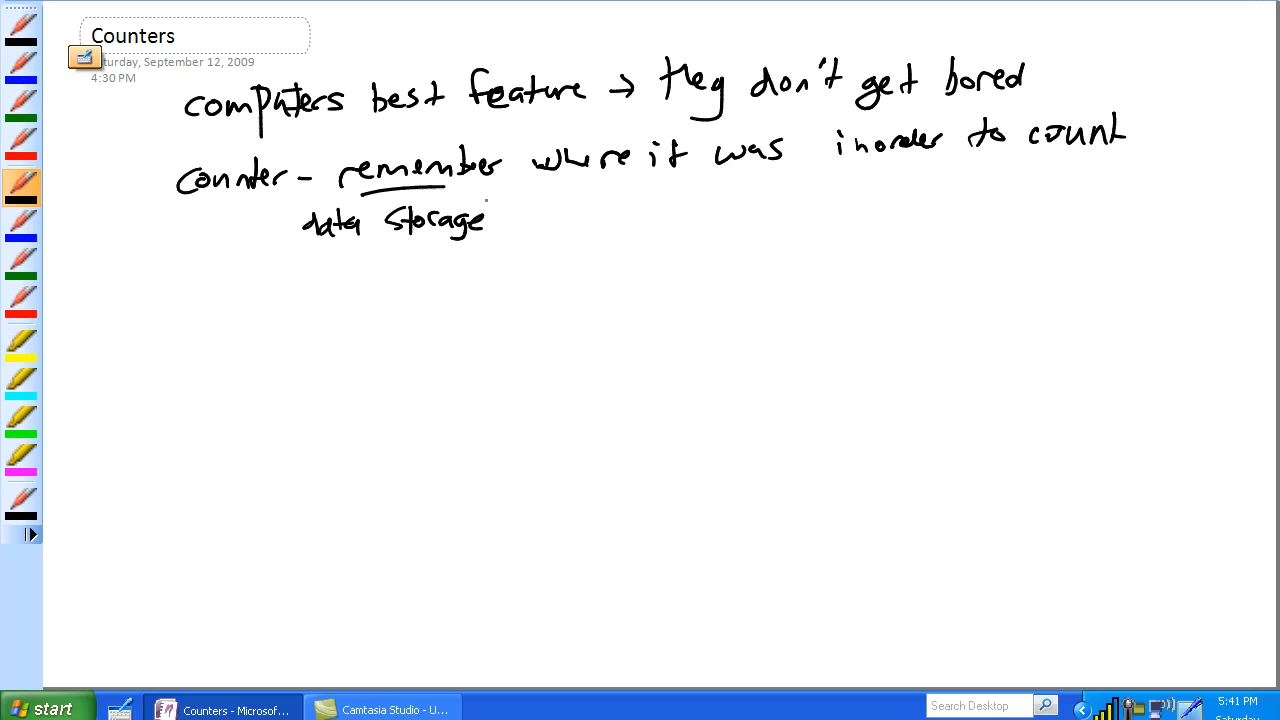 Counters
turday, September 12, 2009
4:30 PM
computers best feature → they don't get bored
counter - remember where it was inorder to count
data storage
start
Counters - Microsof...
Camtasia Studio - U...
Search Desktop
5:41 PM
Saturday